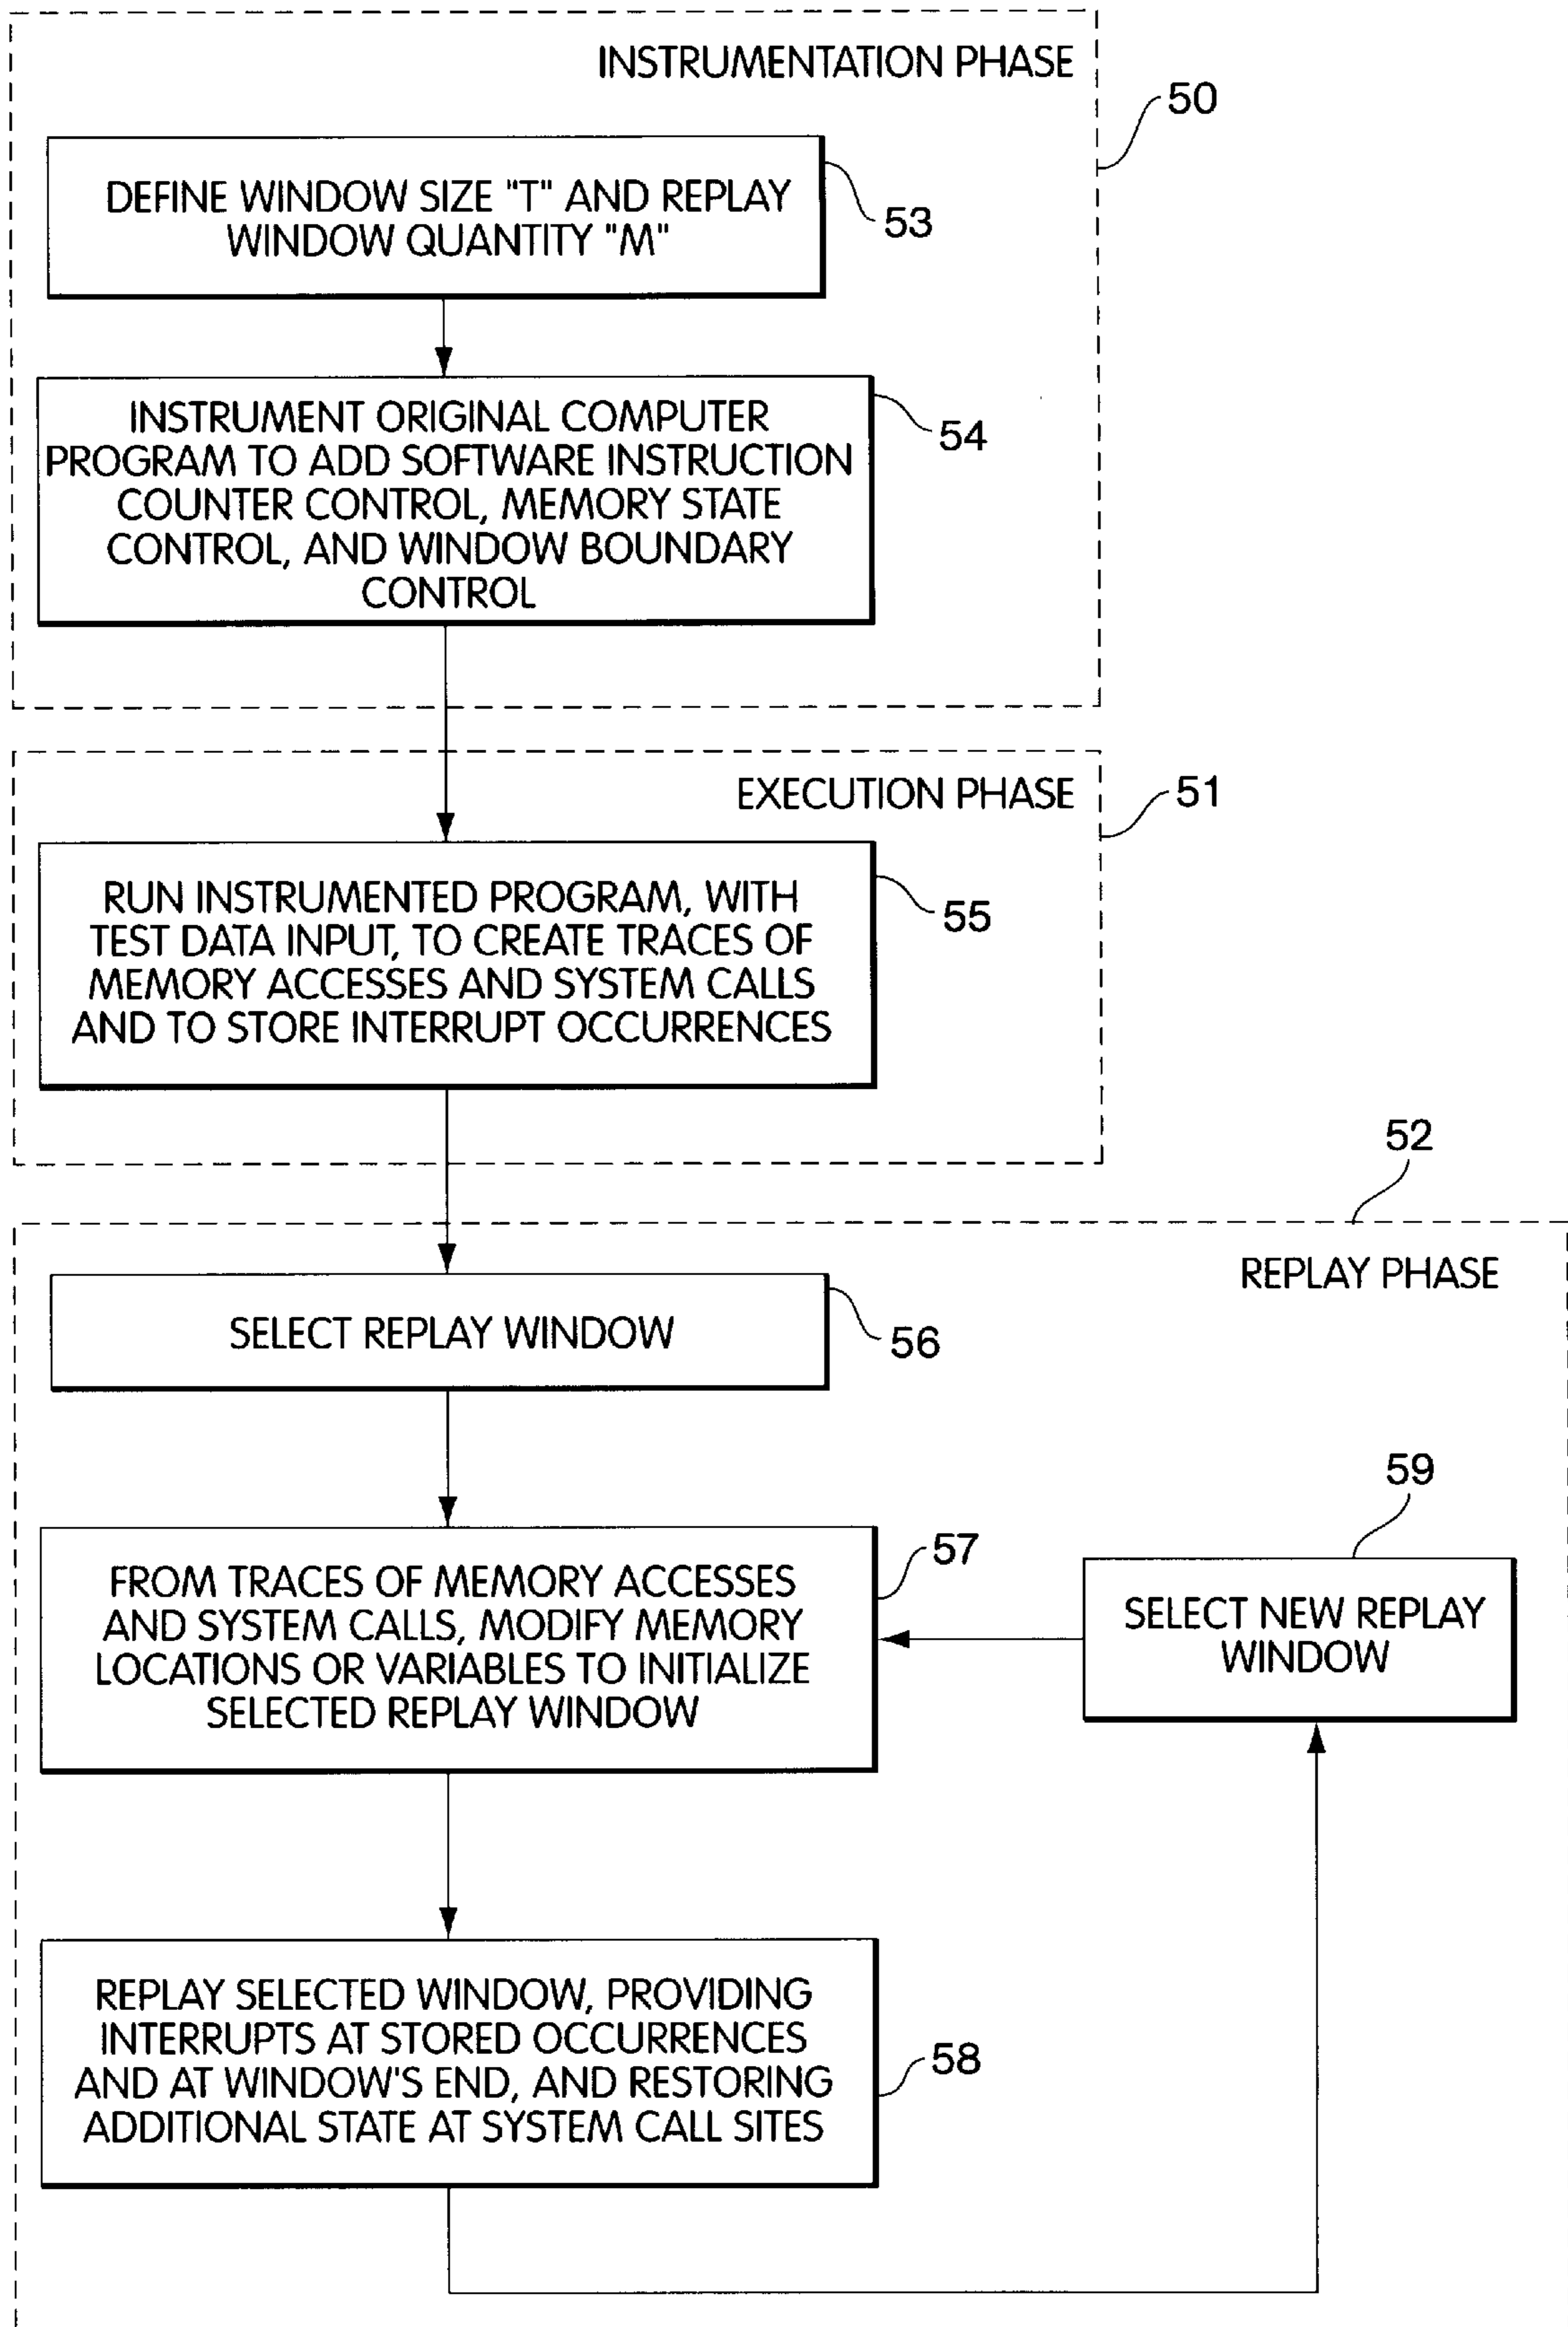 INSTRUMENTATION PHASE
50
DEFINE WINDOW SIZE "T" AND REPLAY
WINDOW QUANTITY "M"
53
INSTRUMENT ORIGINAL COMPUTER
PROGRAM TO ADD SOFTWARE INSTRUCTION
COUNTER CONTROL, MEMORY STATE
CONTROL, AND WINDOW BOUNDARY
CONTROL
54
EXECUTION PHASE
51
RUN INSTRUMENTED PROGRAM, WITH
TEST DATA INPUT, TO CREATE TRACES OF
MEMORY ACCESSES AND SYSTEM CALLS
AND TO STORE INTERRUPT OCCURRENCES
55
52
REPLAY PHASE
SELECT REPLAY WINDOW
56
FROM TRACES OF MEMORY ACCESSES
AND SYSTEM CALLS, MODIFY MEMORY
LOCATIONS OR VARIABLES TO INITIALIZE
SELECTED REPLAY WINDOW
57
59
SELECT NEW REPLAY
WINDOW
REPLAY SELECTED WINDOW, PROVIDING
INTERRUPTS AT STORED OCCURRENCES
AND AT WINDOW'S END, AND RESTORING
ADDITIONAL STATE AT SYSTEM CALL SITES
58